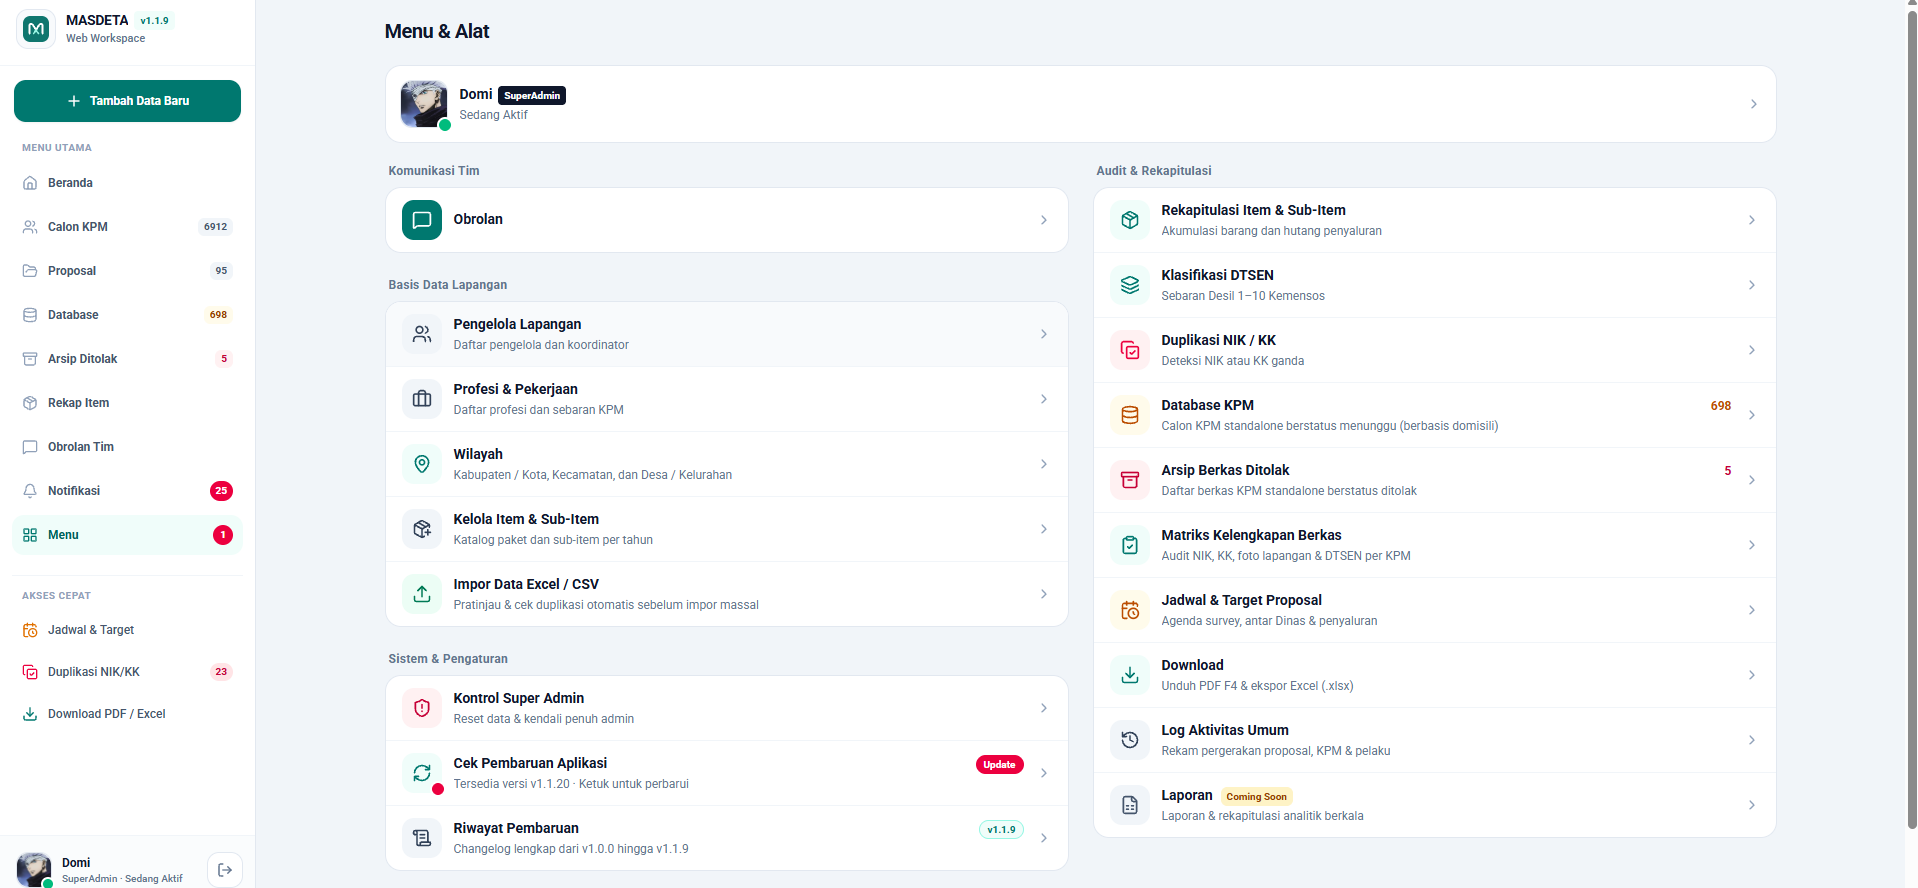 MASDETA v1.1.9
Web Workspace
Tambah Data Baru
MENU UTAMA
Beranda
Calon KPM 6912
Proposal 95
Database 698
Arsip Ditolak 5
Rekap Item
Obrolan Tim
Notifikasi 25
Menu 1
AKSES CEPAT
Jadwal & Target
Duplikasi NIK/KK 23
Download PDF / Excel
Domi
SuperAdmin · Sedang Aktif
Menu & Alat
Domi SuperAdmin
Sedang Aktif
Komunikasi Tim
Obrolan
Basis Data Lapangan
Pengelola Lapangan
Daftar pengelola dan koordinator
Profesi & Pekerjaan
Daftar profesi dan sebaran KPM
Wilayah
Kabupaten / Kota, Kecamatan, dan Desa / Kelurahan
Kelola Item & Sub-Item
Katalog paket dan sub-item per tahun
Impor Data Excel / CSV
Pratinjau & cek duplikasi otomatis sebelum impor massal
Sistem & Pengaturan
Kontrol Super Admin
Reset data & kendali penuh admin
Cek Pembaruan Aplikasi Update
Tersedia versi v1.1.20 · Ketuk untuk perbarui
Riwayat Pembaruan v1.1.9
Changelog lengkap dari v1.0.0 hingga v1.1.9
Audit & Rekapitulasi
Rekapitulasi Item & Sub-Item
Akumulasi barang dan hutang penyaluran
Klasifikasi DTSEN
Sebaran Desil 1–10 Kemensos
Duplikasi NIK / KK
Deteksi NIK atau KK ganda
Database KPM 698
Calon KPM standalone berstatus menunggu (berbasis domisili)
Arsip Berkas Ditolak 5
Daftar berkas KPM standalone berstatus ditolak
Matriks Kelengkapan Berkas
Audit NIK, KK, foto lapangan & DTSEN per KPM
Jadwal & Target Proposal
Agenda survey, antar Dinas & penyaluran
Download
Unduh PDF F4 & ekspor Excel (.xlsx)
Log Aktivitas Umum
Rekam pergerakan proposal, KPM & pelaku
Laporan Coming Soon
Laporan & rekapitulasi analitik berkala